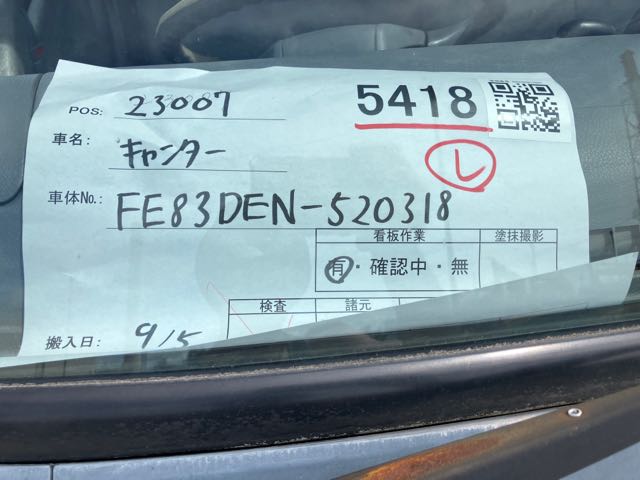 POS: 23007
5418
車名: キャンター
L
車体No.: FE83DEN-520318
看板作業 塗抹撮影
有・確認中・無
検査 諸元
搬入日: 9/5